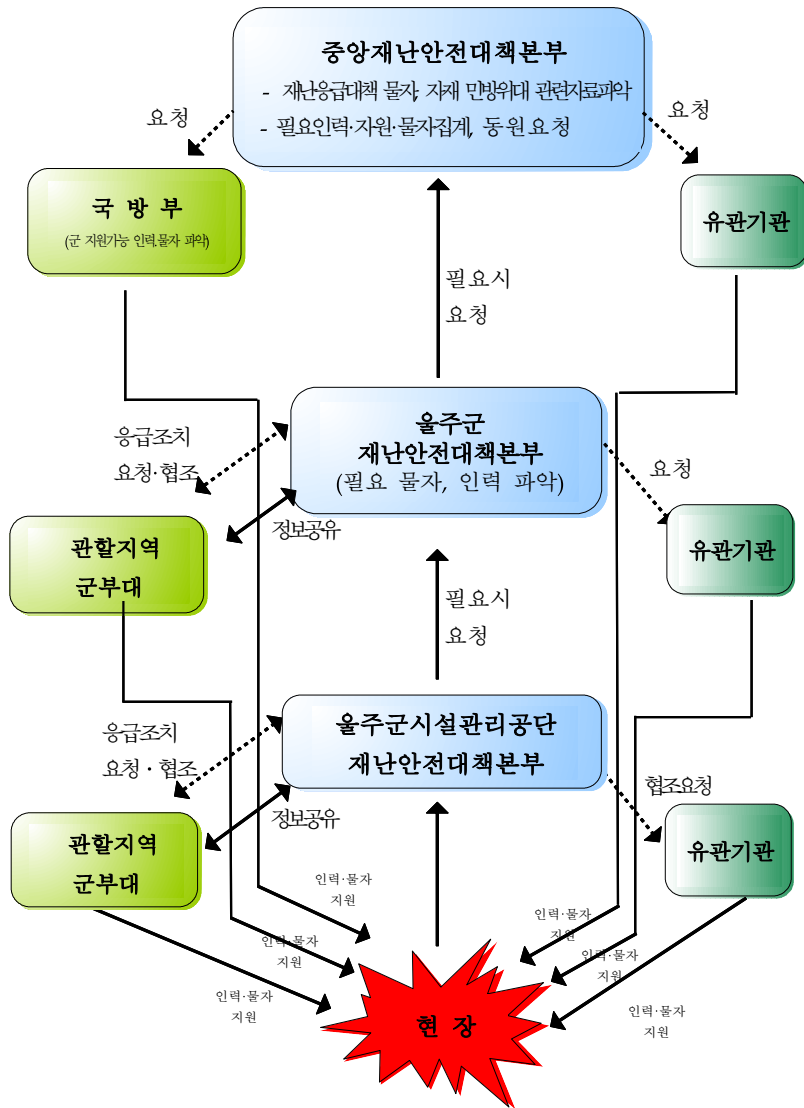 중앙재난안전대책본부
- 재난응급대책 물자, 자재 민방위대 관련자료파악
- 필요인력·자원·물자집계, 동원 요청
요청
요청
국 방 부
(군 지원가능 인력.물자 파악)
유관기관
필요시
요청
울주군
재난안전대책본부
(필요 물자, 인력 파악)
응급조치
요청·협조
요청
정보공유
관할지역
군부대
유관기관
필요시
요청
울주군시설관리공단
재난안전대책본부
응급조치
요청 · 협조
협조요청
정보공유
관할지역
군부대
유관기관
인력·물자
지원
인력·물자
지원
인력·물자
지원
인력·물자
지원
인력·물자
지원
인력·물자
지원
현 장